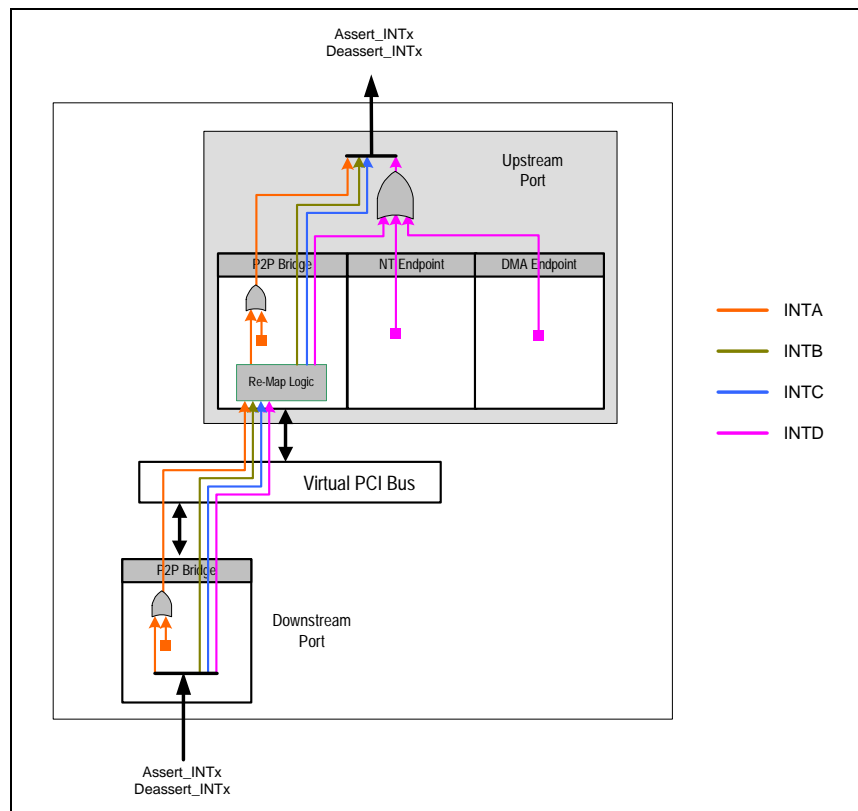 Assert_INTx
Deassert_INTx
Upstream
Port
P2P Bridge
NT Endpoint
DMA Endpoint
INTA
INTB
Re-Map Logic
INTC
INTD
Virtual PCI Bus
P2P Bridge
Downstream
Port
Assert_INTx
Deassert_INTx